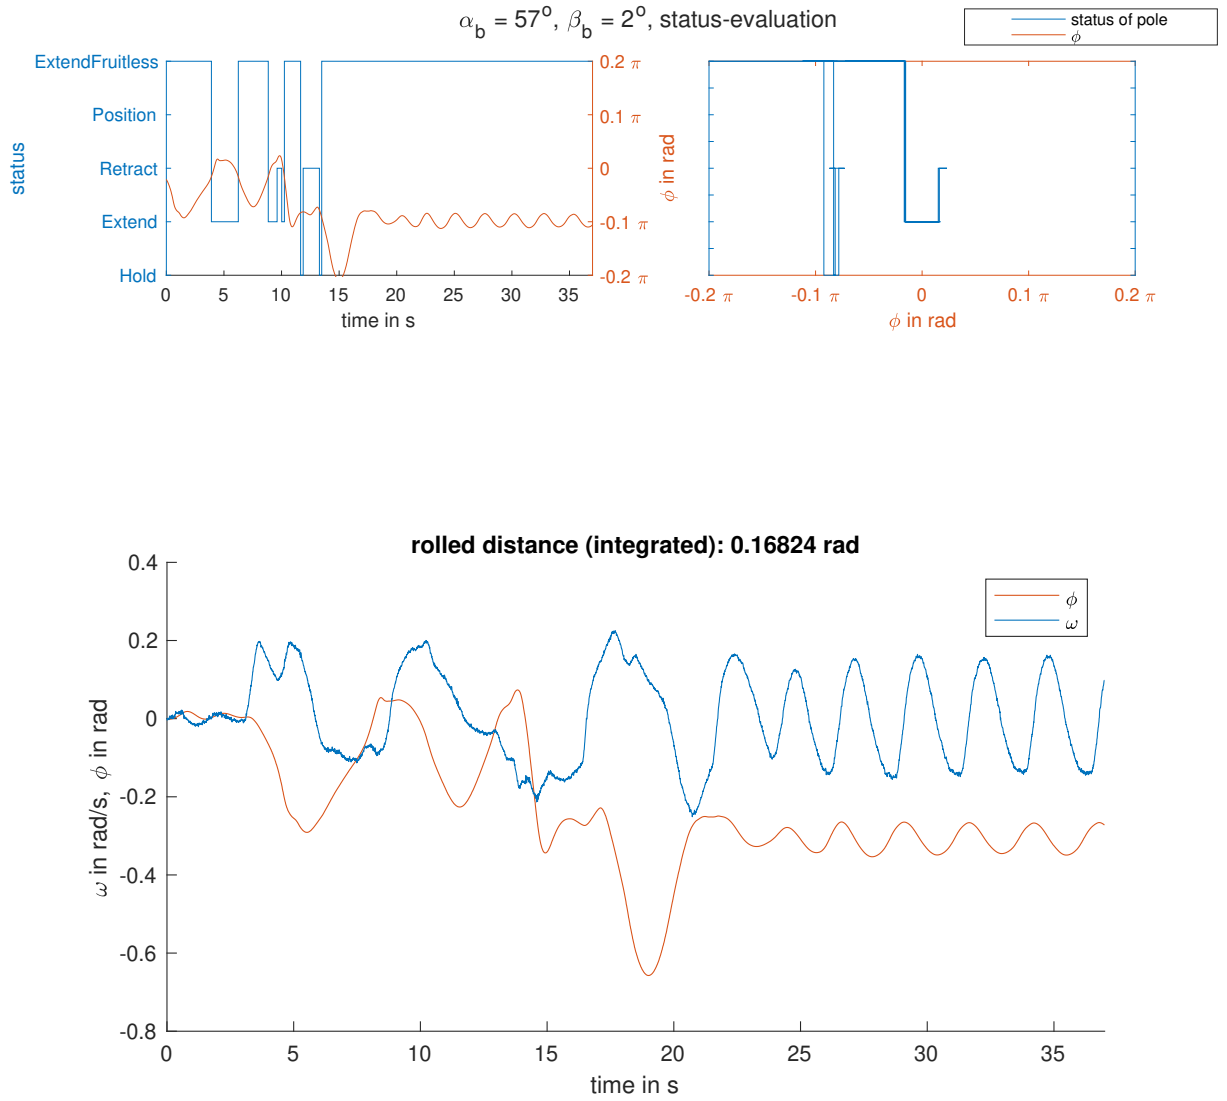 α_b = 57°, β_b = 2°, status-evaluation
status of pole
ϕ
ExtendFruitless
Position
Retract
Extend
Hold
status
0.2 π
0.1 π
0
-0.1 π
-0.2 π
ϕ in rad
0 5 10 15 20 25 30 35
time in s
-0.2 π -0.1 π 0 0.1 π 0.2 π
ϕ in rad
rolled distance (integrated): 0.16824 rad
0.4
0.2
0
-0.2
-0.4
-0.6
-0.8
ω in rad/s, ϕ in rad
ϕ
ω
0 5 10 15 20 25 30 35
time in s